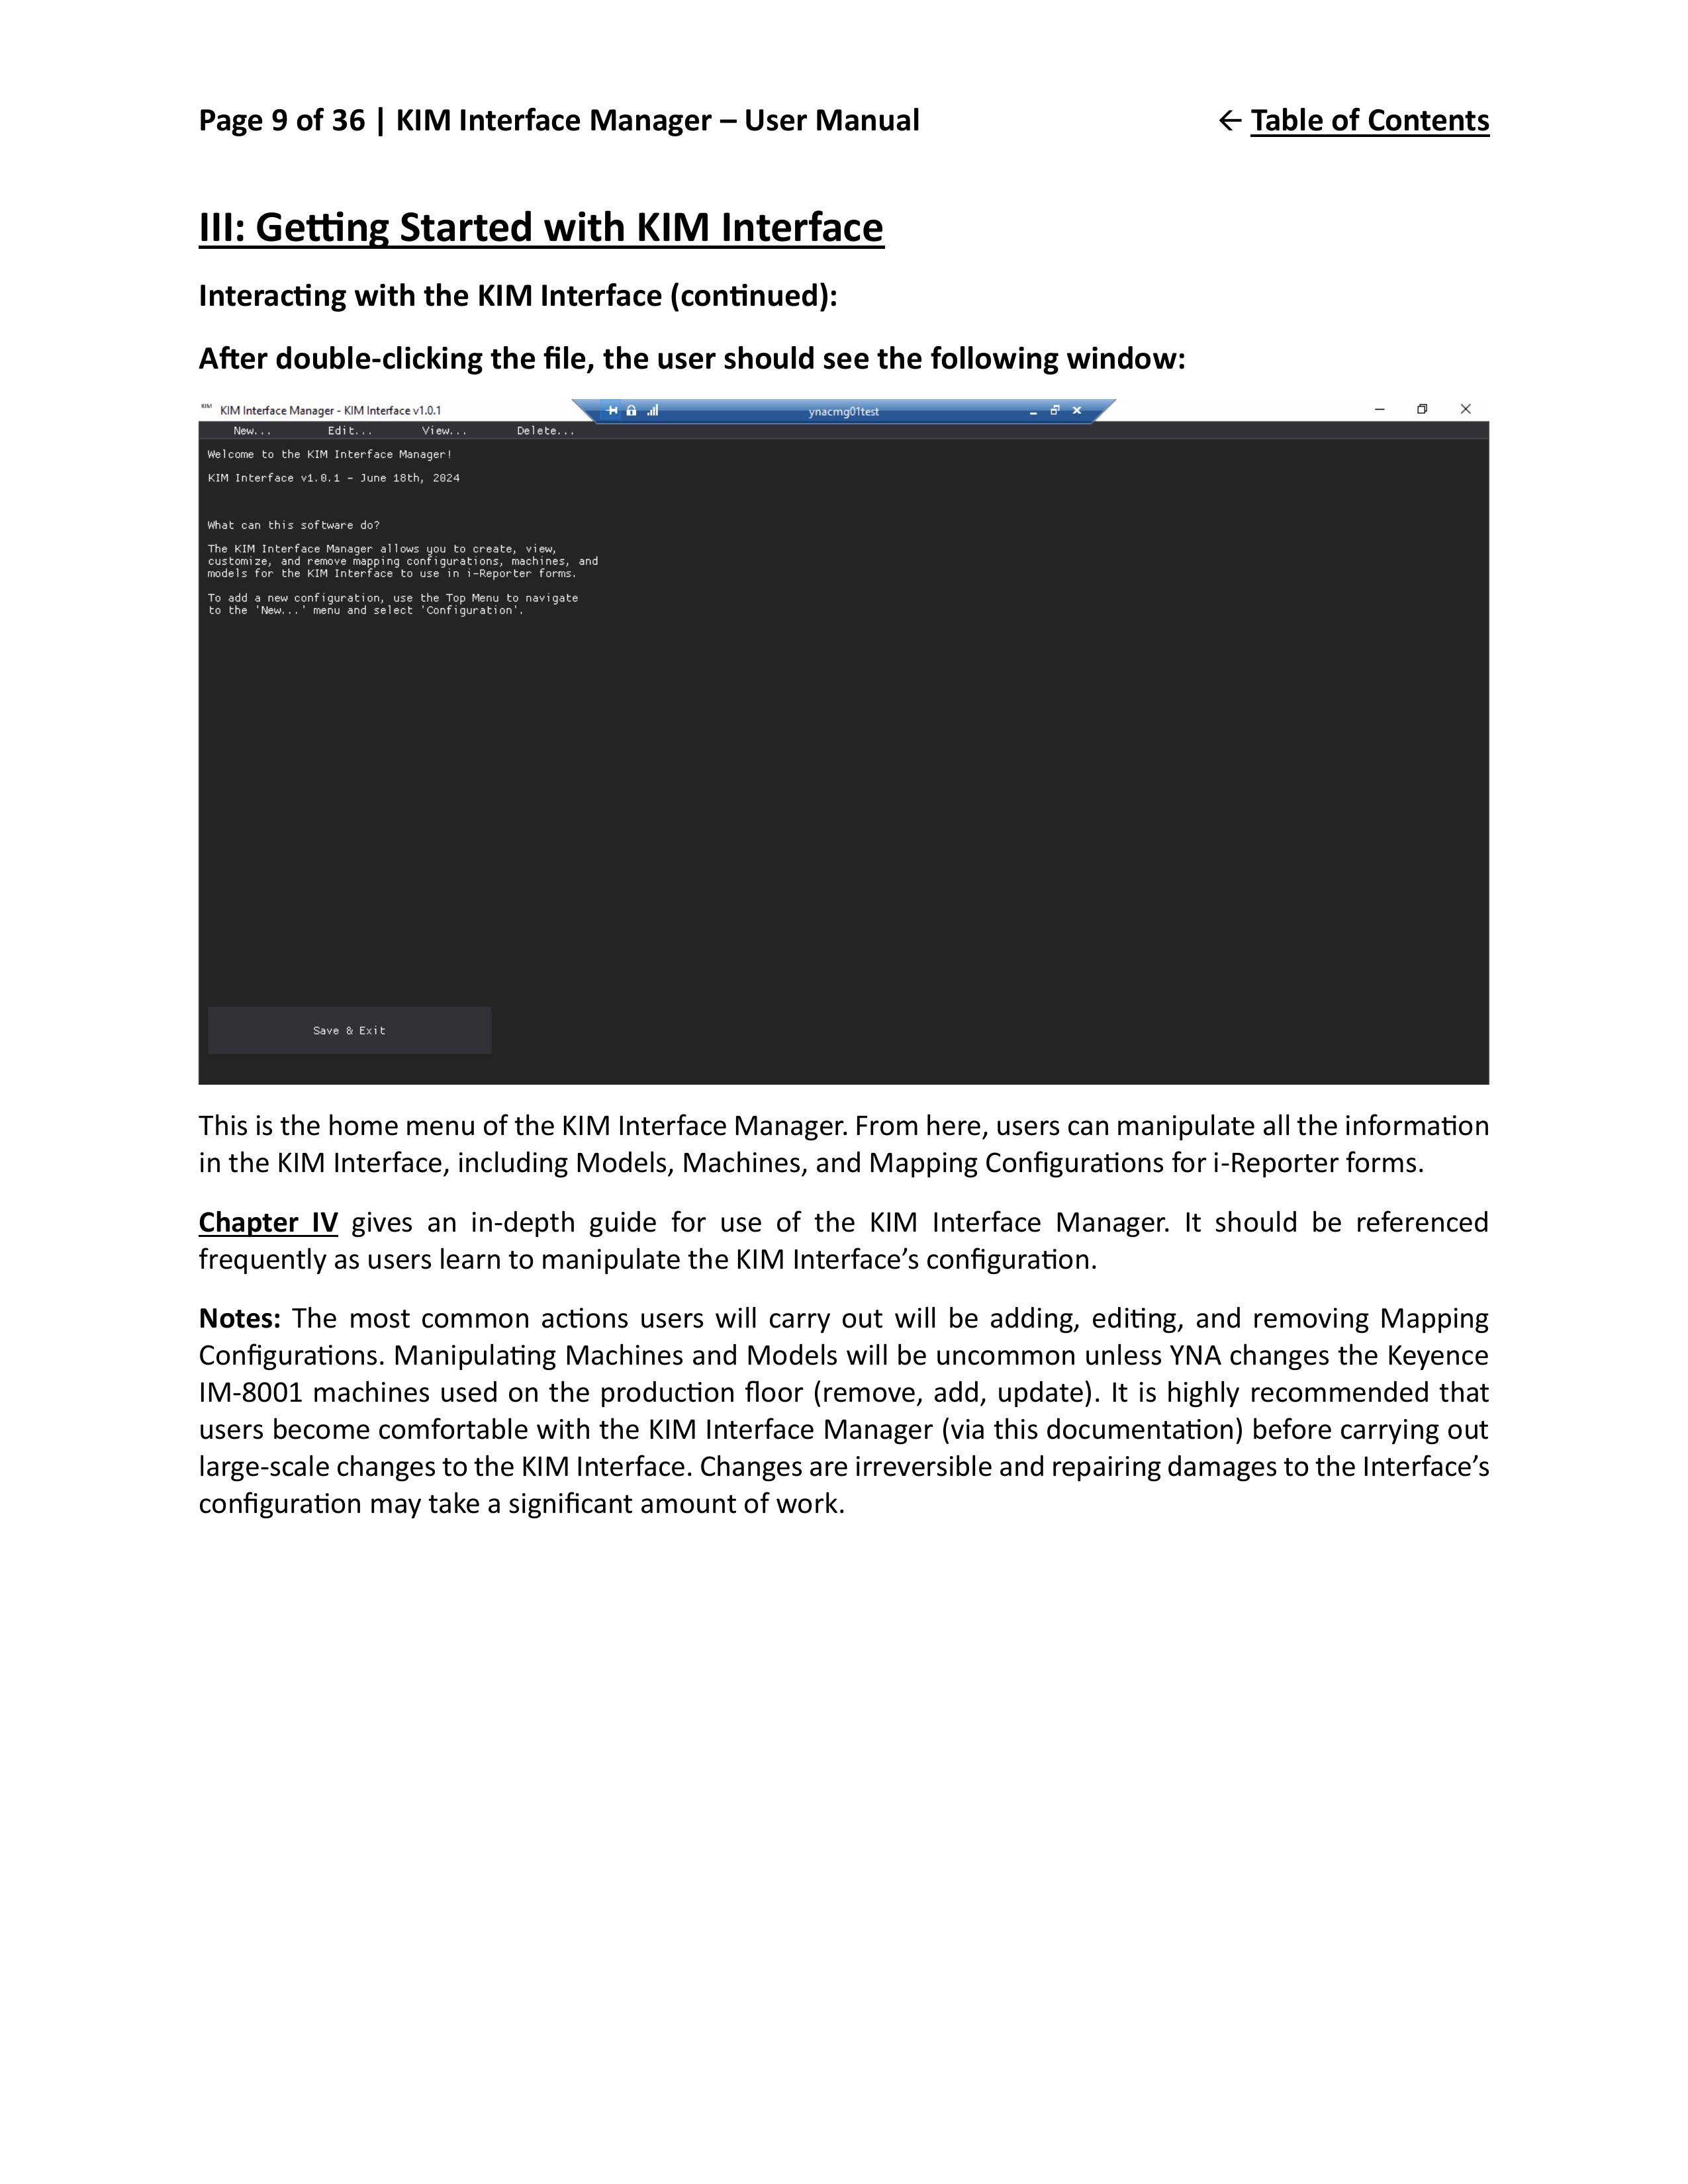 Page 9 of 36 | KIM Interface Manager – User Manual
← Table of Contents
III: Getting Started with KIM Interface
Interacting with the KIM Interface (continued):
After double-clicking the file, the user should see the following window:
KIM KIM Interface Manager - KIM Interface v1.0.1
ynacmg01test
New... Edit... View... Delete...
Welcome to the KIM Interface Manager!
KIM Interface v1.0.1 - June 18th, 2024
What can this software do?
The KIM Interface Manager allows you to create, view,
customize, and remove mapping configurations, machines, and
models for the KIM Interface to use in i-Reporter forms.
To add a new configuration, use the Top Menu to navigate
to the 'New...' menu and select 'Configuration'.
Save & Exit
This is the home menu of the KIM Interface Manager. From here, users can manipulate all the information
in the KIM Interface, including Models, Machines, and Mapping Configurations for i-Reporter forms.
Chapter IV gives an in-depth guide for use of the KIM Interface Manager. It should be referenced
frequently as users learn to manipulate the KIM Interface’s configuration.
Notes: The most common actions users will carry out will be adding, editing, and removing Mapping
Configurations. Manipulating Machines and Models will be uncommon unless YNA changes the Keyence
IM-8001 machines used on the production floor (remove, add, update). It is highly recommended that
users become comfortable with the KIM Interface Manager (via this documentation) before carrying out
large-scale changes to the KIM Interface. Changes are irreversible and repairing damages to the Interface’s
configuration may take a significant amount of work.